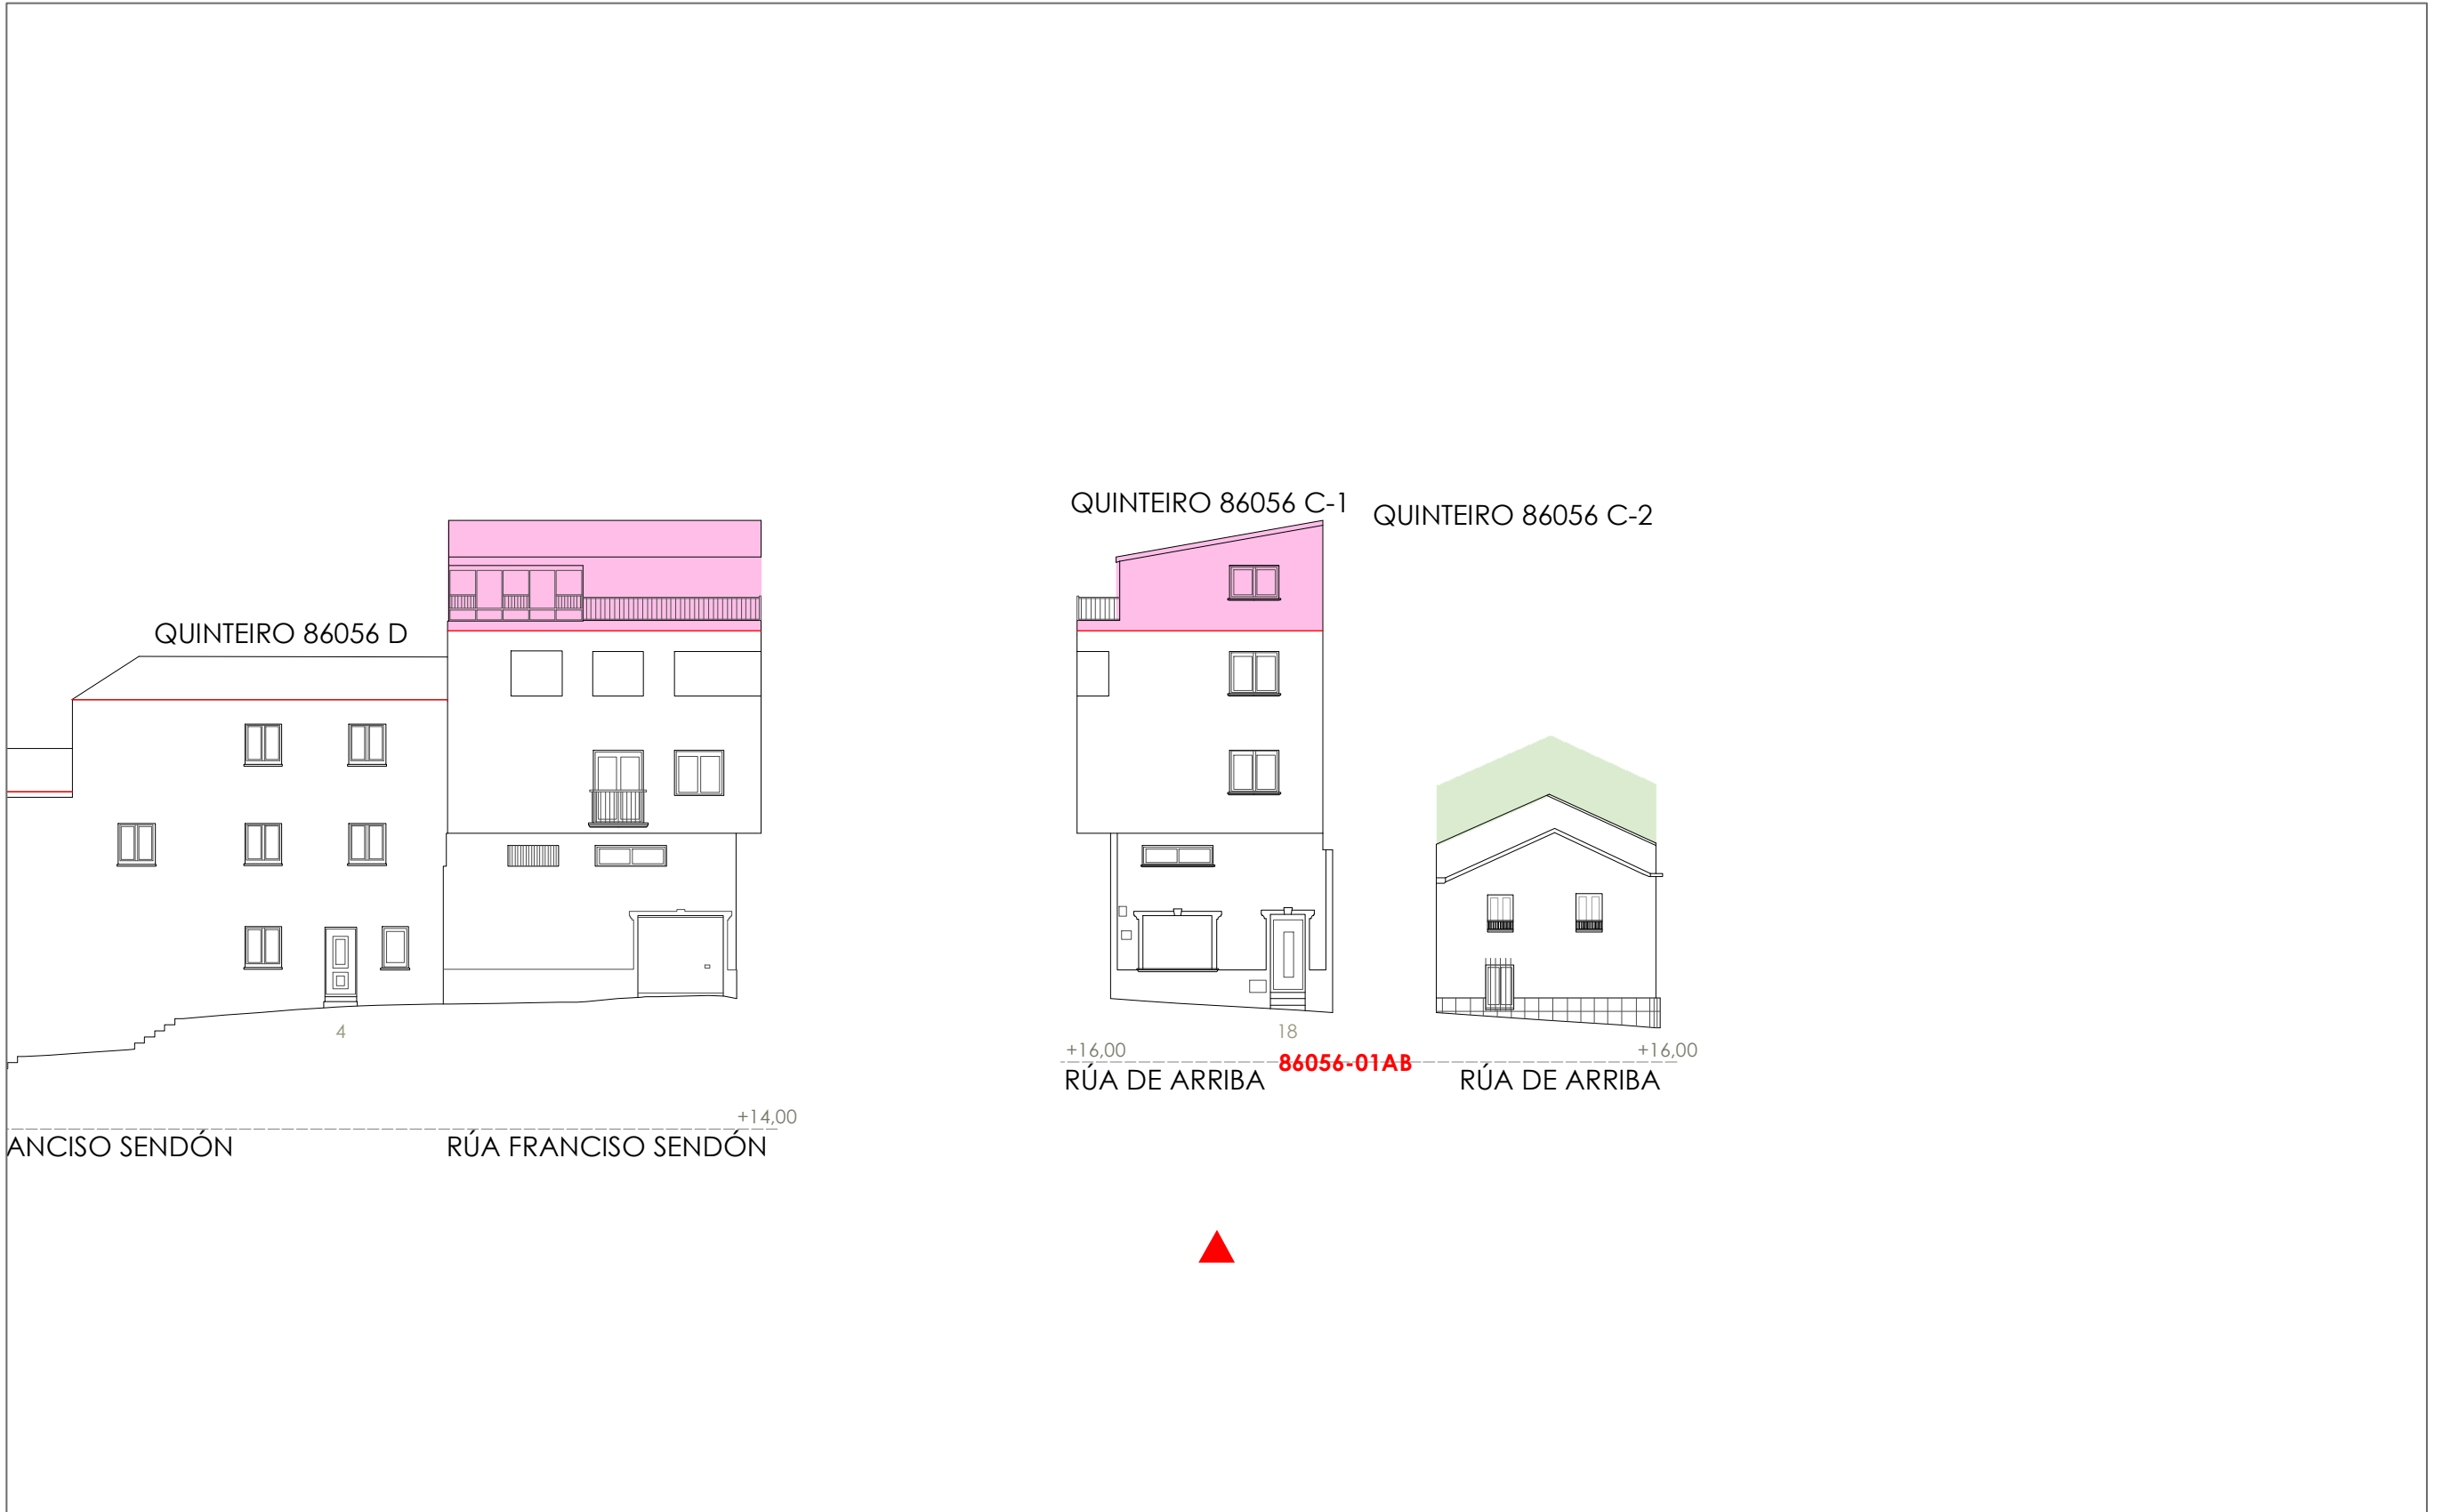 QUINTEIRO 86056 C-1
QUINTEIRO 86056 C-2
QUINTEIRO 86056 D
4
18
+16,00
86056-01AB
+16,00
RÚA DE ARRIBA
RÚA DE ARRIBA
+14,00
ANCISO SENDÓN
RÚA FRANCISO SENDÓN